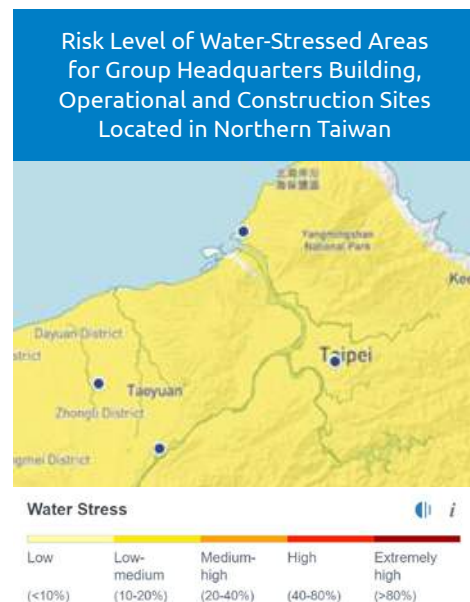 Risk Level of Water-Stressed Areas
for Group Headquarters Building,
Operational and Construction Sites
Located in Northern Taiwan
Yangmingshan
National Park
Kee
Dayuan District
strict
Taipei
Taoyuan
Zhongli District
gmei District
Water Stress
i
Low Low-medium Medium-high High Extremely high
(<10%) (10-20%) (20-40%) (40-80%) (>80%)